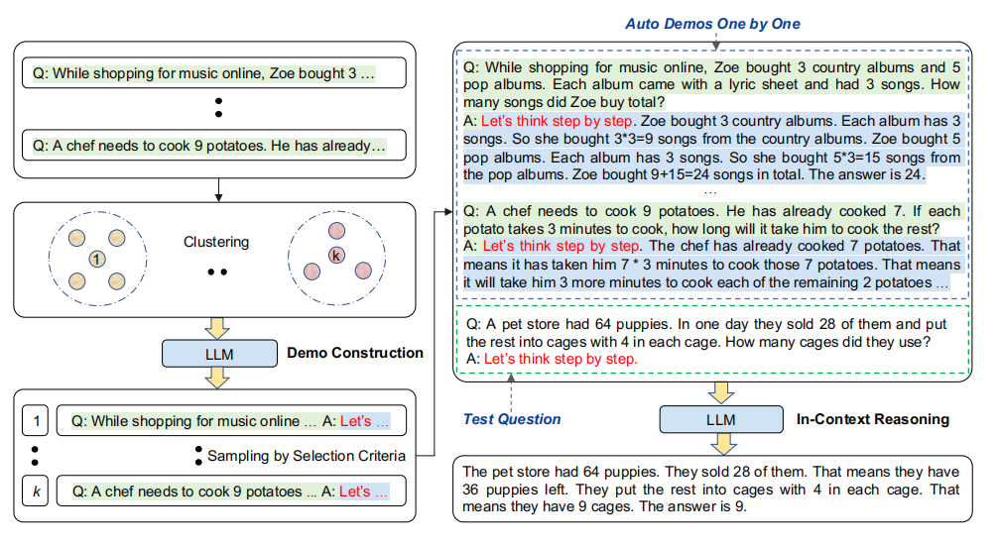 Q: While shopping for music online, Zoe bought 3 …
Q: A chef needs to cook 9 potatoes. He has already…
Clustering
1
k
LLM
Demo Construction
1
Q: While shopping for music online ... A: Let's ...
Sampling by Selection Criteria
k
Q: A chef needs to cook 9 potatoes ... A: Let's ...
Auto Demos One by One
Q: While shopping for music online, Zoe bought 3 country albums and 5
pop albums. Each album came with a lyric sheet and had 3 songs. How
many songs did Zoe buy total?
A: Let's think step by step. Zoe bought 3 country albums. Each album has 3
songs. So she bought 3*3=9 songs from the country albums. Zoe bought 5
pop albums. Each album has 3 songs. So she bought 5*3=15 songs from
the pop albums. Zoe bought 9+15=24 songs in total. The answer is 24.
…
Q: A chef needs to cook 9 potatoes. He has already cooked 7. If each
potato takes 3 minutes to cook, how long will it take him to cook the rest?
A: Let's think step by step. The chef has already cooked 7 potatoes. That
means it has taken him 7 * 3 minutes to cook those 7 potatoes. That means
it will take him 3 more minutes to cook each of the remaining 2 potatoes …
Q: A pet store had 64 puppies. In one day they sold 28 of them and put
the rest into cages with 4 in each cage. How many cages did they use?
A: Let's think step by step.
Test Question
LLM
In-Context Reasoning
The pet store had 64 puppies. They sold 28 of them. That means they have
36 puppies left. They put the rest into cages with 4 in each cage. That
means they have 9 cages. The answer is 9.